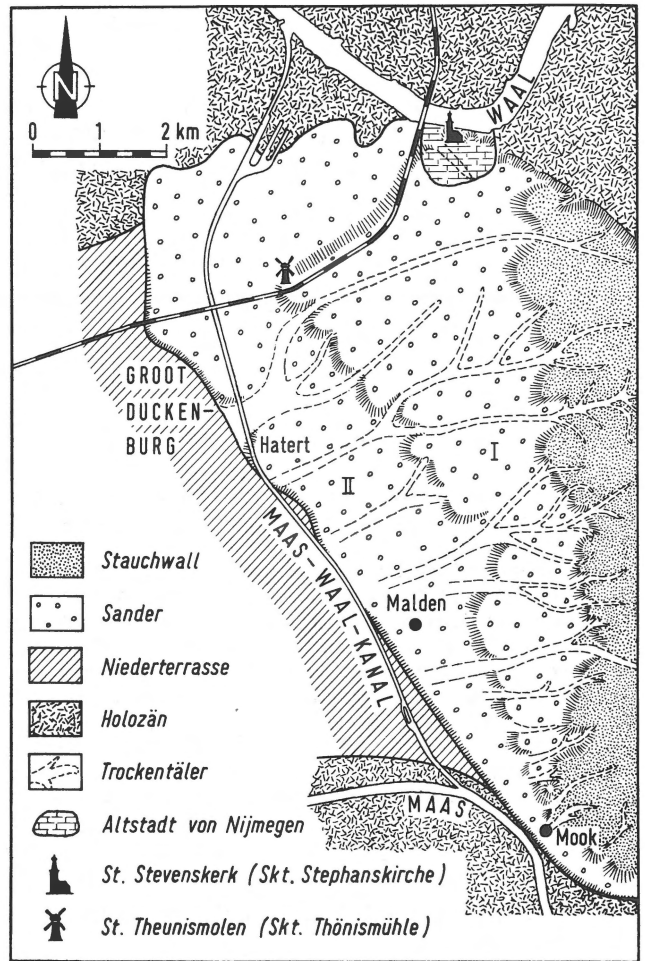 N
0 1 2 km
WAAL
GROOT
DUCKEN-
BURG
Hatert
I
II
MAAS-WAAL-KANAL
Malden
MAAS
Mook
Stauchwall
Sander
Niederterrasse
Holozän
Trockentäler
Altstadt von Nijmegen
St. Stevenskerk (Skt. Stephanskirche)
St. Theunismolen (Skt. Thönismühle)